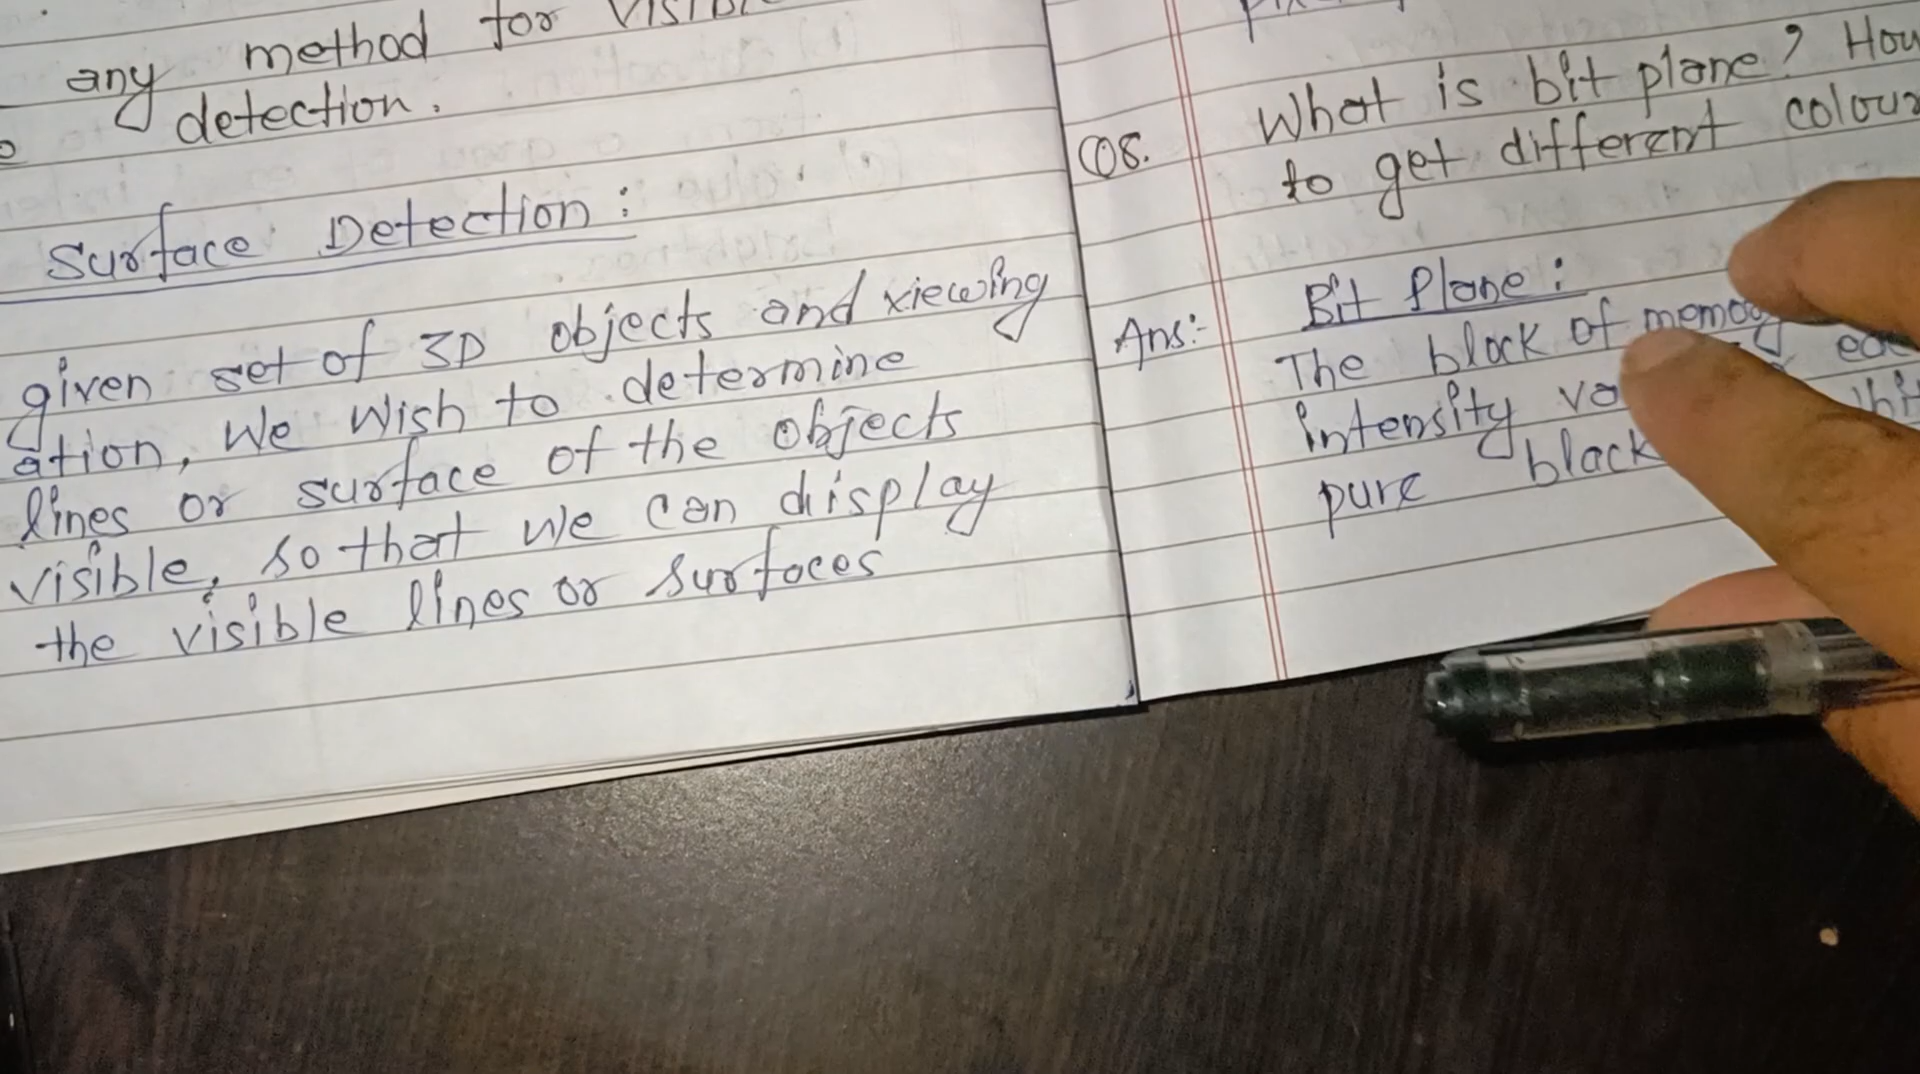 any method for
detection.
Surface Detection :
given set of 3D objects and viewing
ation, we wish to determine
lines or surface of the objects
visible, so that we can display
the visible lines or surfaces
Q8. What is bit plane? How
to get different colour
Ans:- Bit Plane :
The block of memory
intensity
pure black